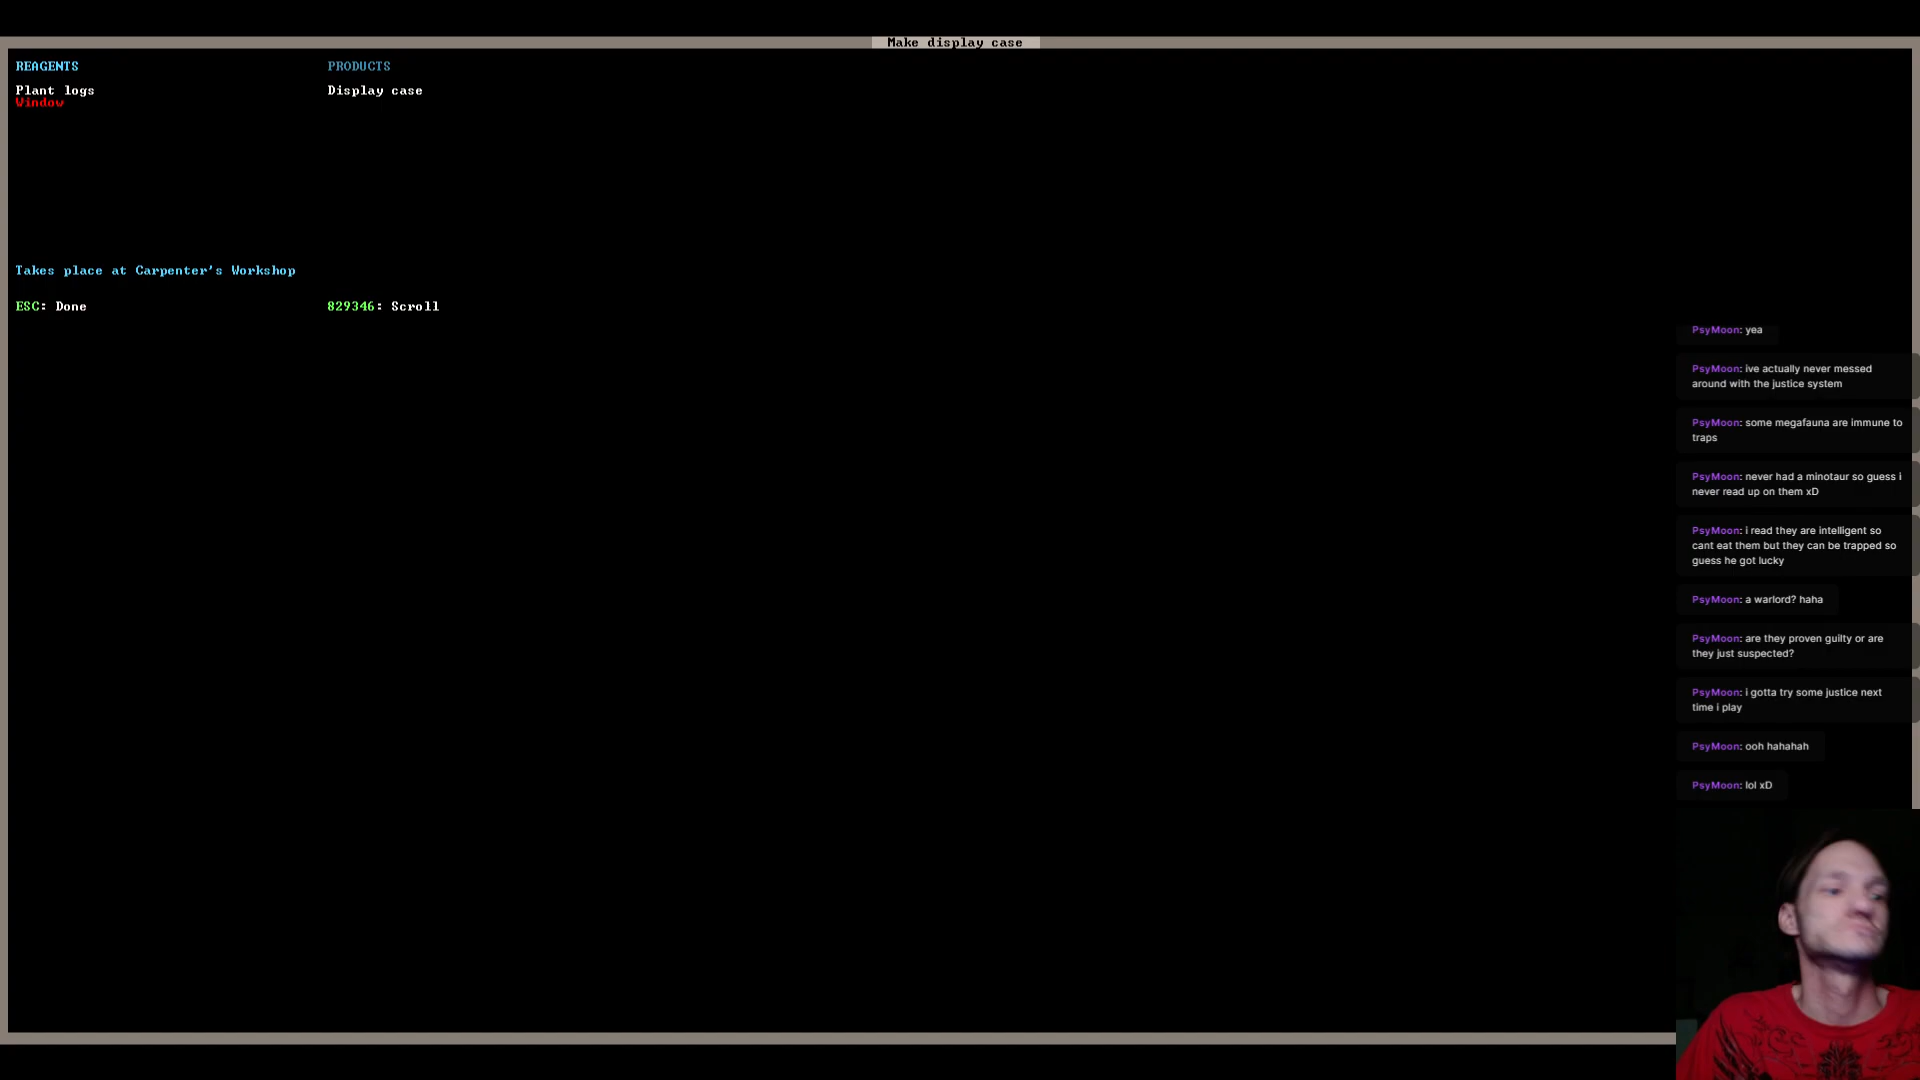 Make display case
REAGENTS
PRODUCTS
Plant logs
Display case
Window
Takes place at Carpenter's Workshop
ESC: Done
829346: Scroll
PsyMoon: yea
PsyMoon: ive actually never messed
around with the justice system
PsyMoon: some megafauna are immune to
traps
PsyMoon: never had a minotaur so guess i
never read up on them xD
PsyMoon: i read they are intelligent so
cant eat them but they can be trapped so
guess he got lucky
PsyMoon: a warlord? haha
PsyMoon: are they proven guilty or are
they just suspected?
PsyMoon: i gotta try some justice next
time i play
PsyMoon: ooh hahahah
PsyMoon: lol xD